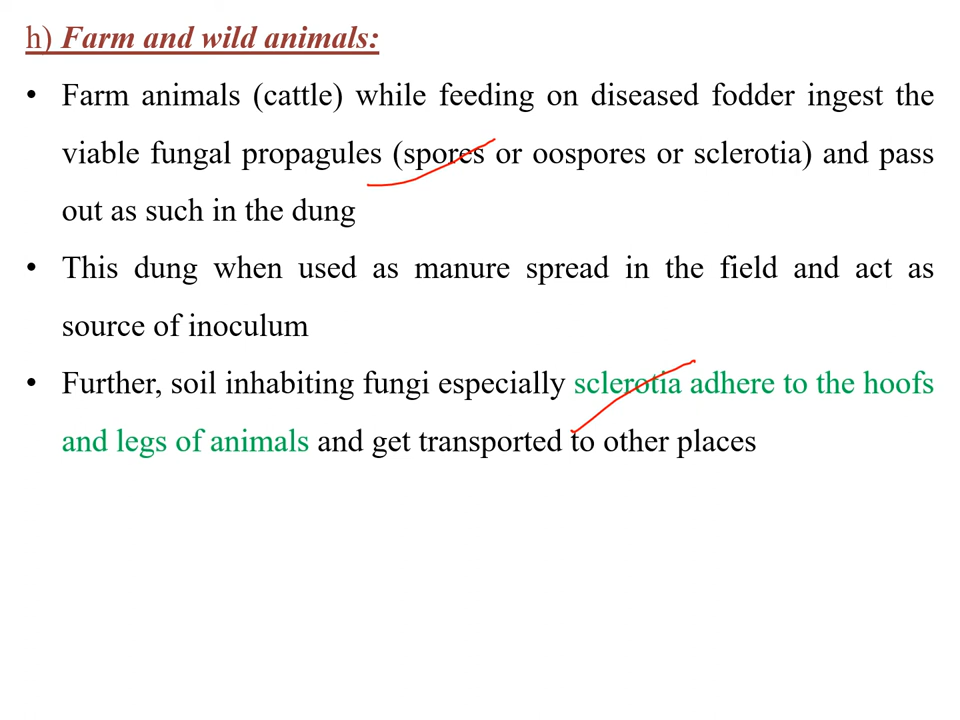 h) Farm and wild animals:
• Farm animals (cattle) while feeding on diseased fodder ingest the
viable fungal propagules (spores or oospores or sclerotia) and pass
out as such in the dung
• This dung when used as manure spread in the field and act as
source of inoculum
• Further, soil inhabiting fungi especially sclerotia adhere to the hoofs
and legs of animals and get transported to other places